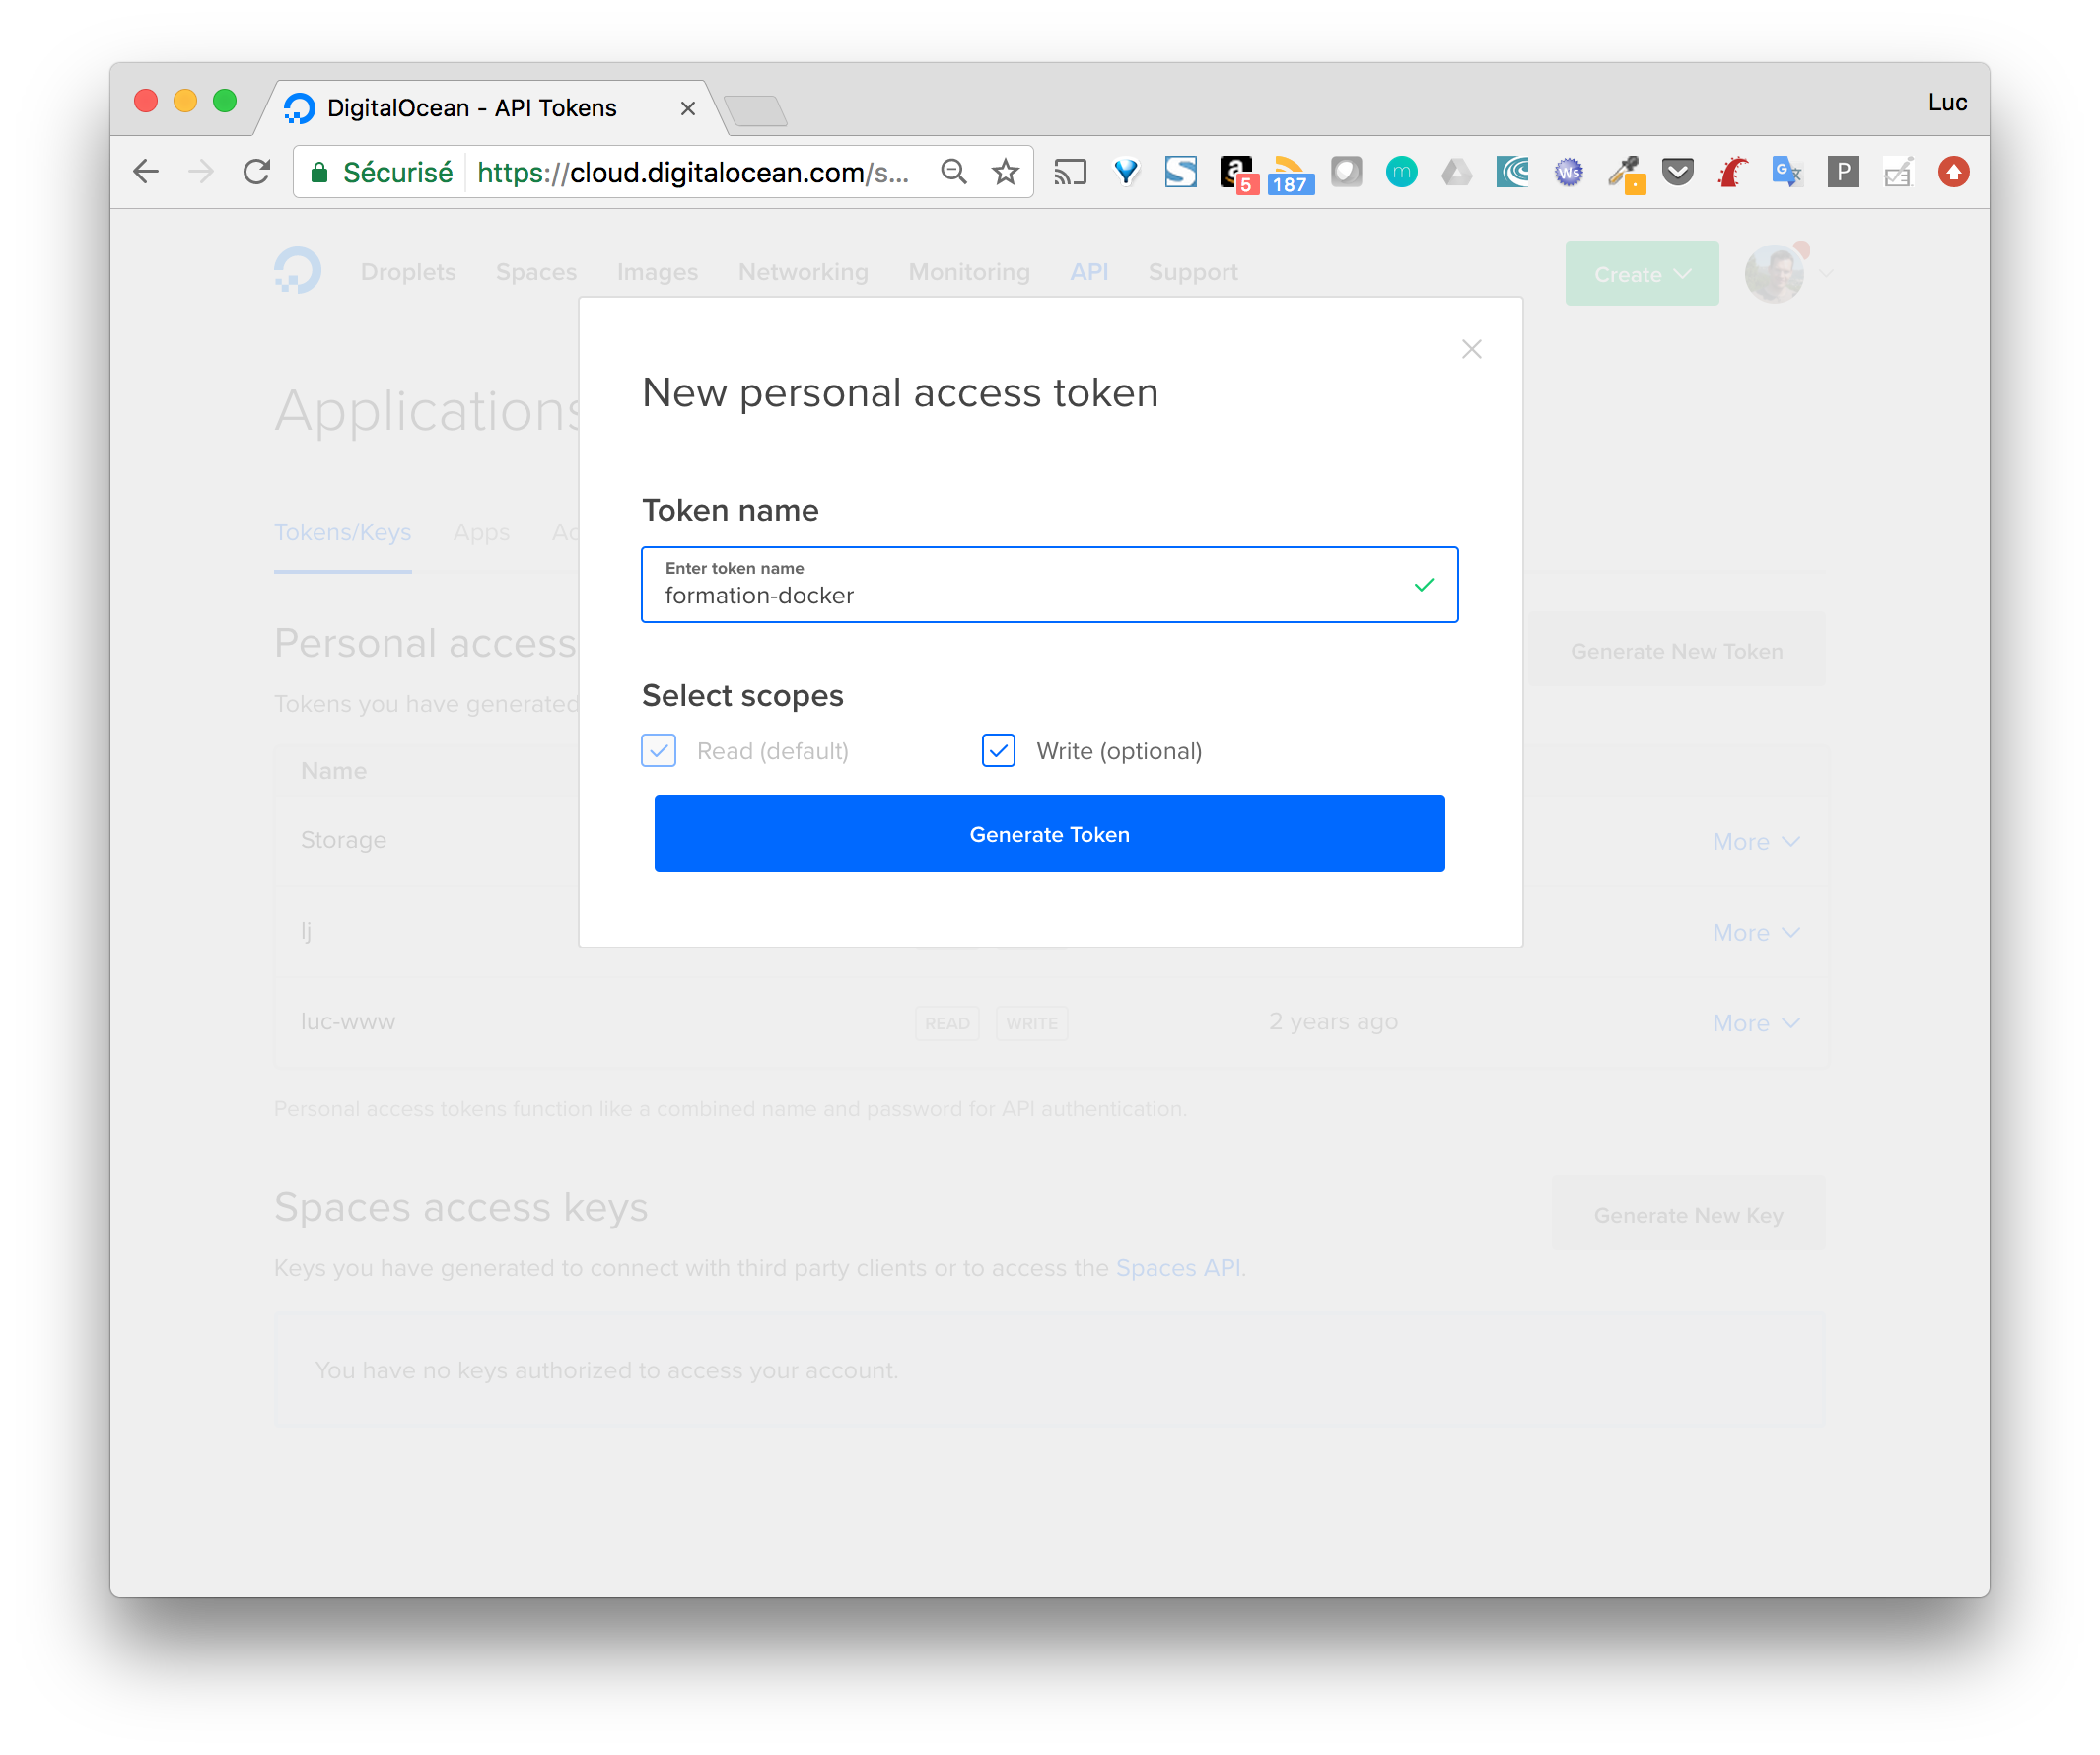 DigitalOcean - API Tokens
Luc
Sécurisé
https://cloud.digitalocean.com/s...
a
5
187
m
Ws
G
P
Droplets
Spaces
Images
Networking
Monitoring
API
Support
Create
New personal access token
Applications
Token name
Tokens/Keys
Apps
Enter token name
formation-docker
Personal access
Generate New Token
Tokens you have generated
Select scopes
Read (default)
Write (optional)
Name
Generate Token
Storage
More
lj
More
luc-www
READ
WRITE
2 years ago
More
Personal access tokens function like a combined name and password for API authentication.
Spaces access keys
Generate New Key
Keys you have generated to connect with third party clients or to access the Spaces API.
You have no keys authorized to access your account.